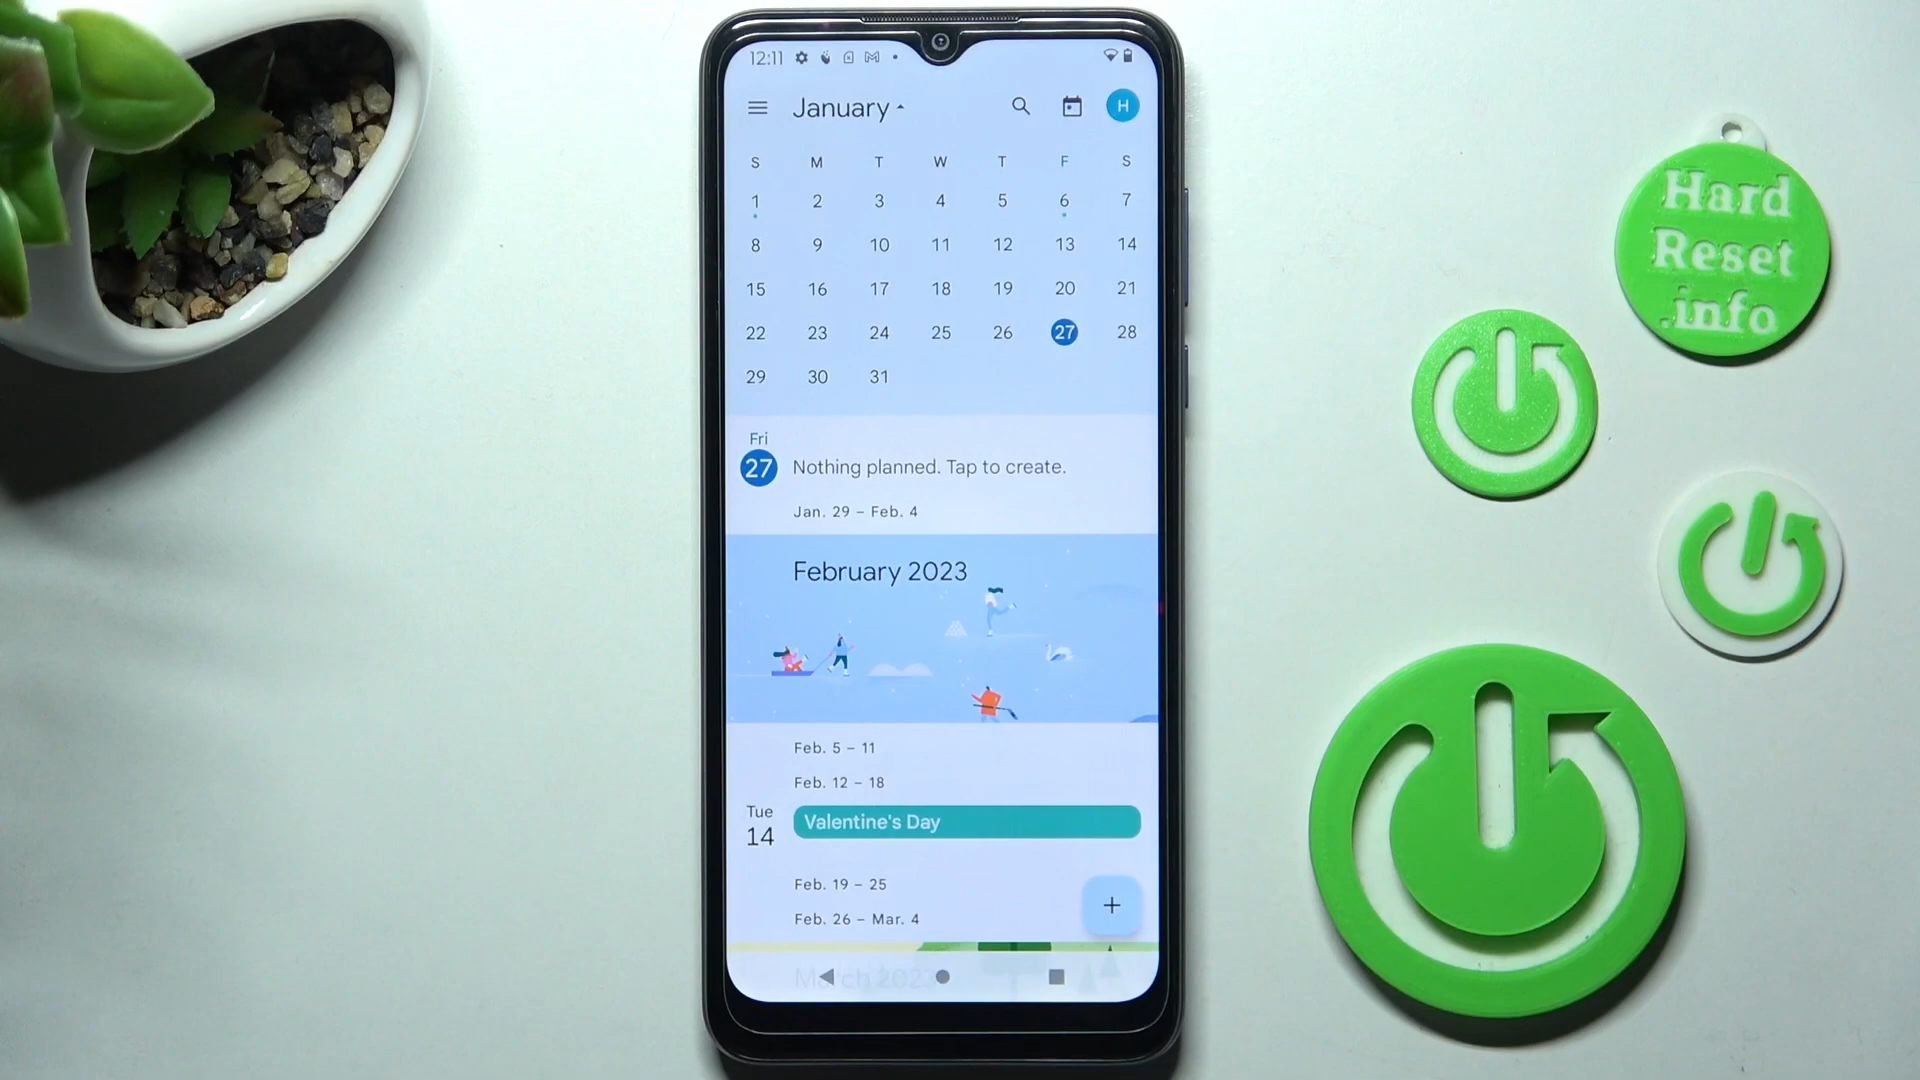 12:11
January
H
S M T W T F S
1 2 3 4 5 6 7
8 9 10 11 12 13 14
15 16 17 18 19 20 21
22 23 24 25 26 27 28
29 30 31
Fri
27 Nothing planned. Tap to create.
Jan. 29 – Feb. 4
February 2023
Feb. 5 – 11
Feb. 12 – 18
Tue
14
Valentine's Day
Feb. 19 – 25
Feb. 26 – Mar. 4
March 2023
Hard
Reset
.info